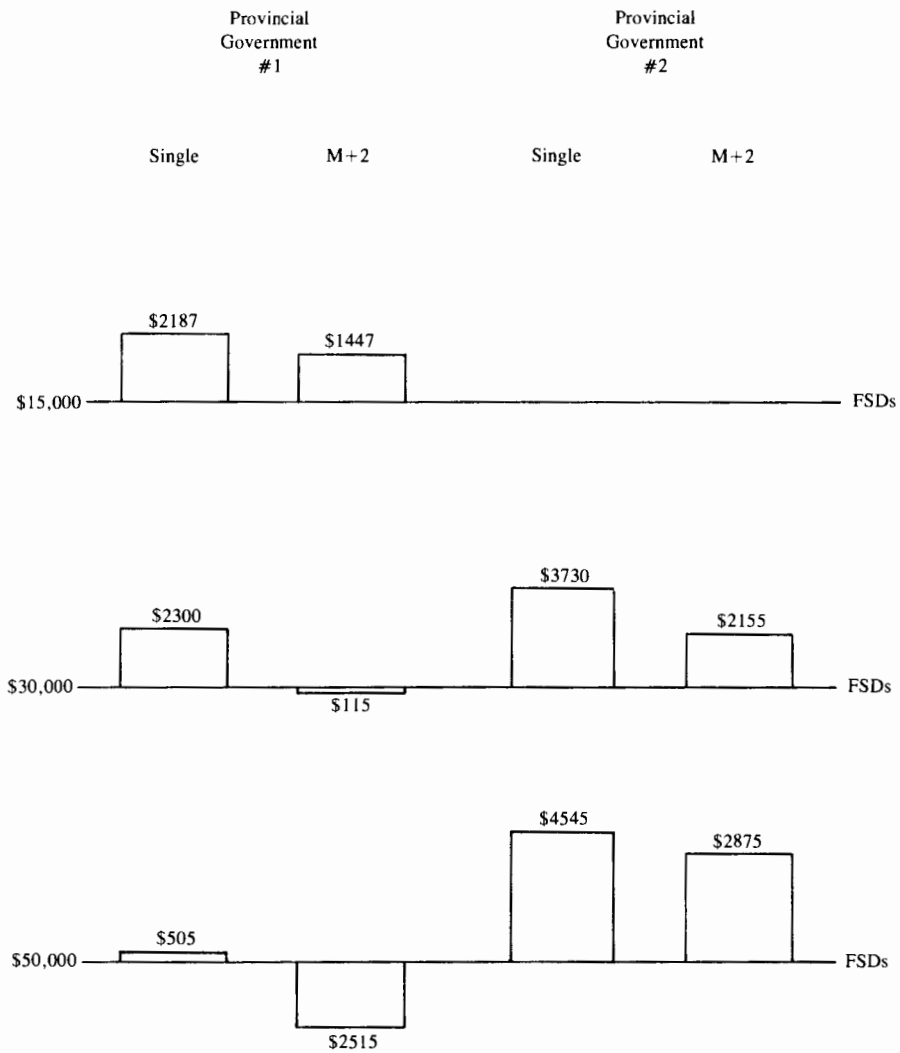 Provincial
Government
#1
Provincial
Government
#2
Single
M+2
Single
M+2
$2187
$1447
$15,000
FSDs
$3730
$2300
$2155
$30,000
FSDs
$115
$4545
$2875
$505
$50,000
FSDs
$2515